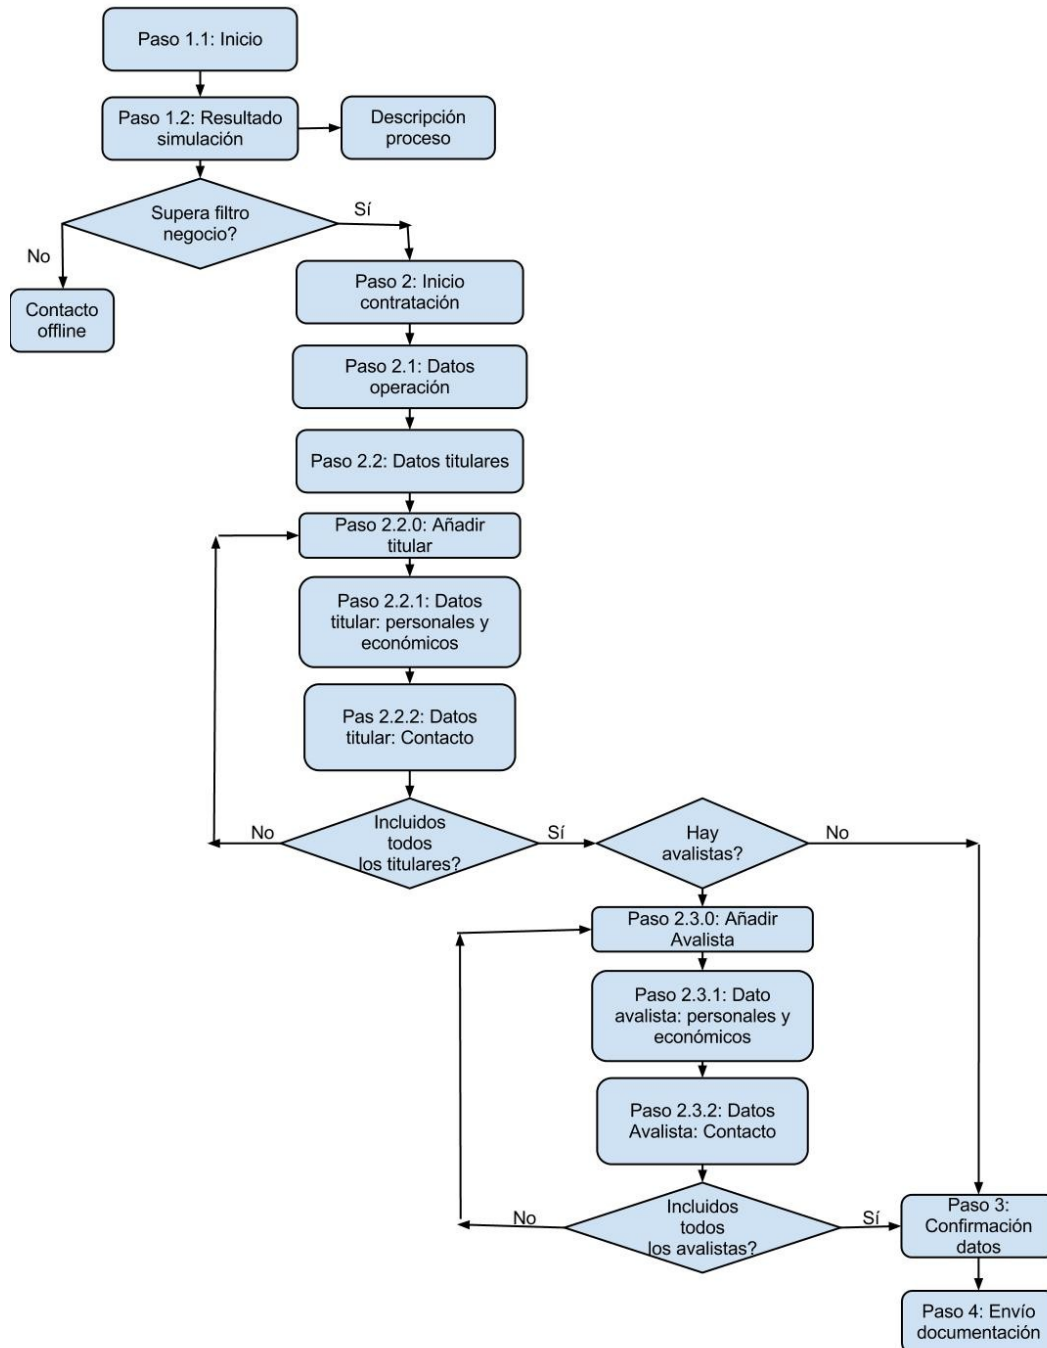 Paso 1.1: Inicio
Paso 1.2: Resultado
simulación
Descripción
proceso
Supera filtro
negocio?
Sí
No
Contacto
offline
Paso 2: Inicio
contratación
Paso 2.1: Datos
operación
Paso 2.2: Datos titulares
Paso 2.2.0: Añadir
titular
Paso 2.2.1: Datos
titular: personales y
económicos
Pas 2.2.2: Datos
titular: Contacto
Incluidos
todos
los titulares?
No
Sí
Hay
avalistas?
No
Paso 2.3.0: Añadir
Avalista
Paso 2.3.1: Dato
avalista: personales y
económicos
Paso 2.3.2: Datos
Avalista: Contacto
Incluidos
todos
los avalistas?
No
Sí
Paso 3:
Confirmación
datos
Paso 4: Envío
documentación